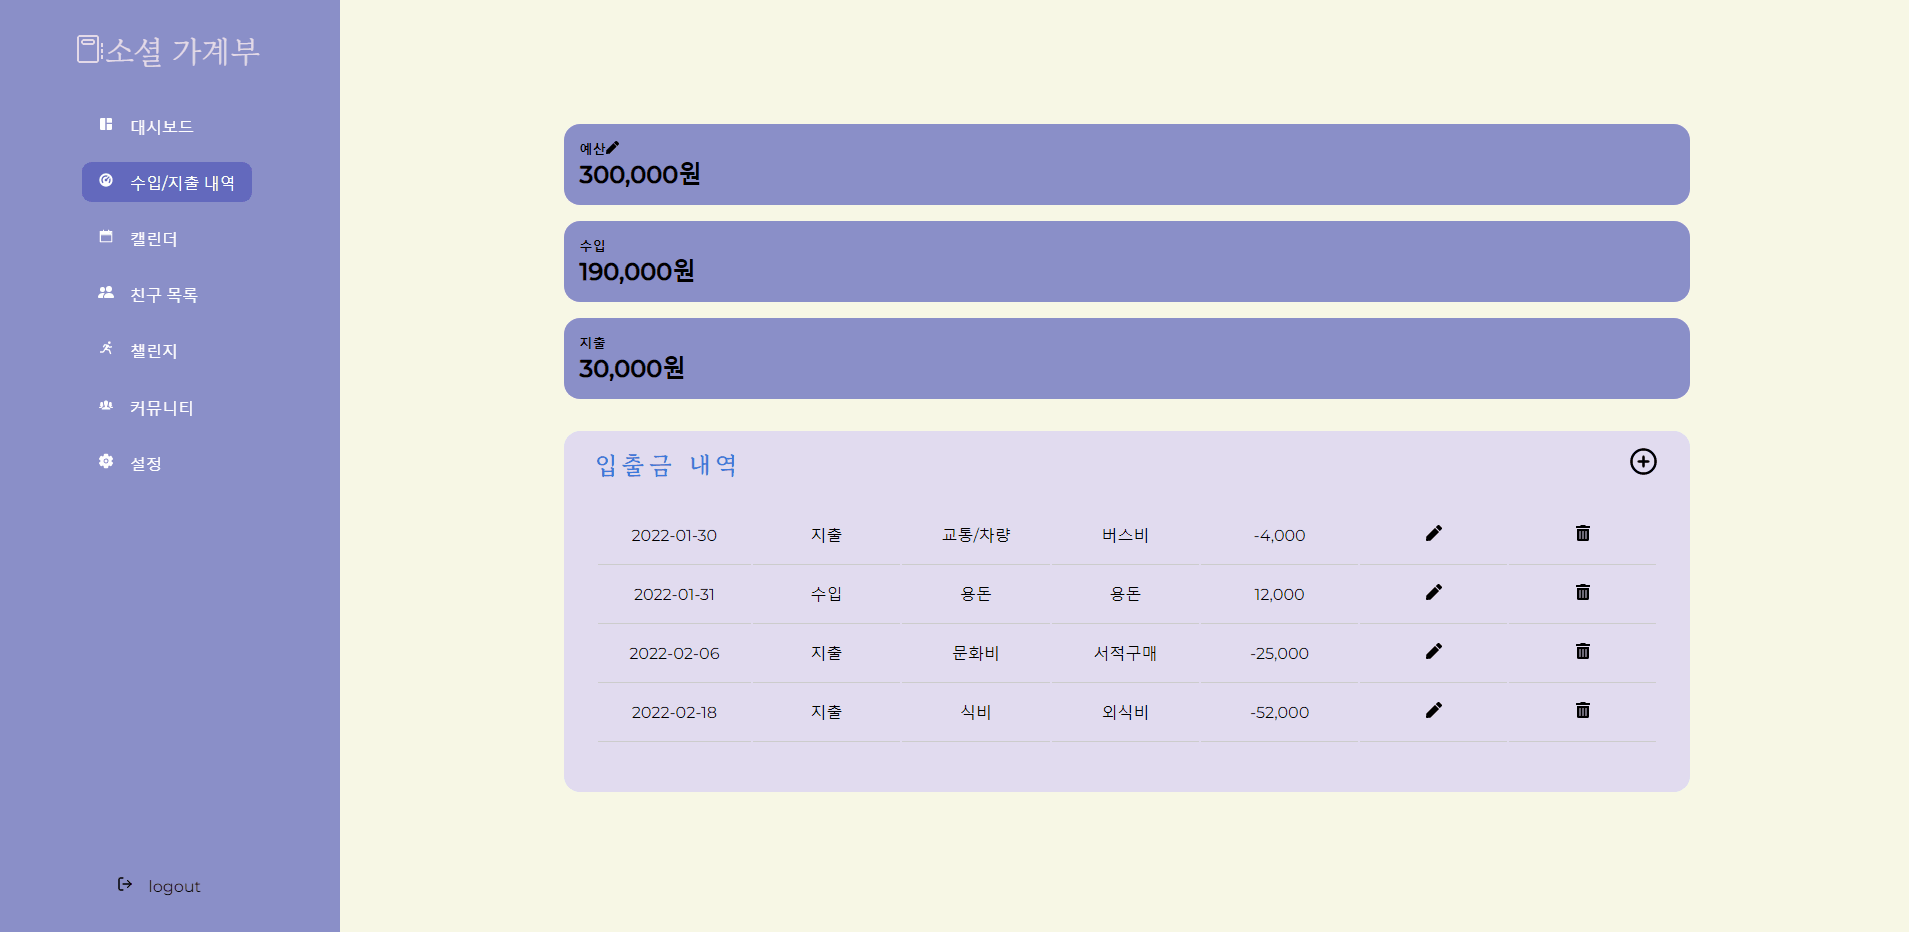 소셜 가계부
대시보드
수입/지출 내역
캘린더
친구 목록
챌린지
커뮤니티
설정
logout
예산
300,000원
수입
190,000원
지출
30,000원
입출금 내역
2022-01-30 지출 교통/차량 버스비 -4,000
2022-01-31 수입 용돈 용돈 12,000
2022-02-06 지출 문화비 서적구매 -25,000
2022-02-18 지출 식비 외식비 -52,000